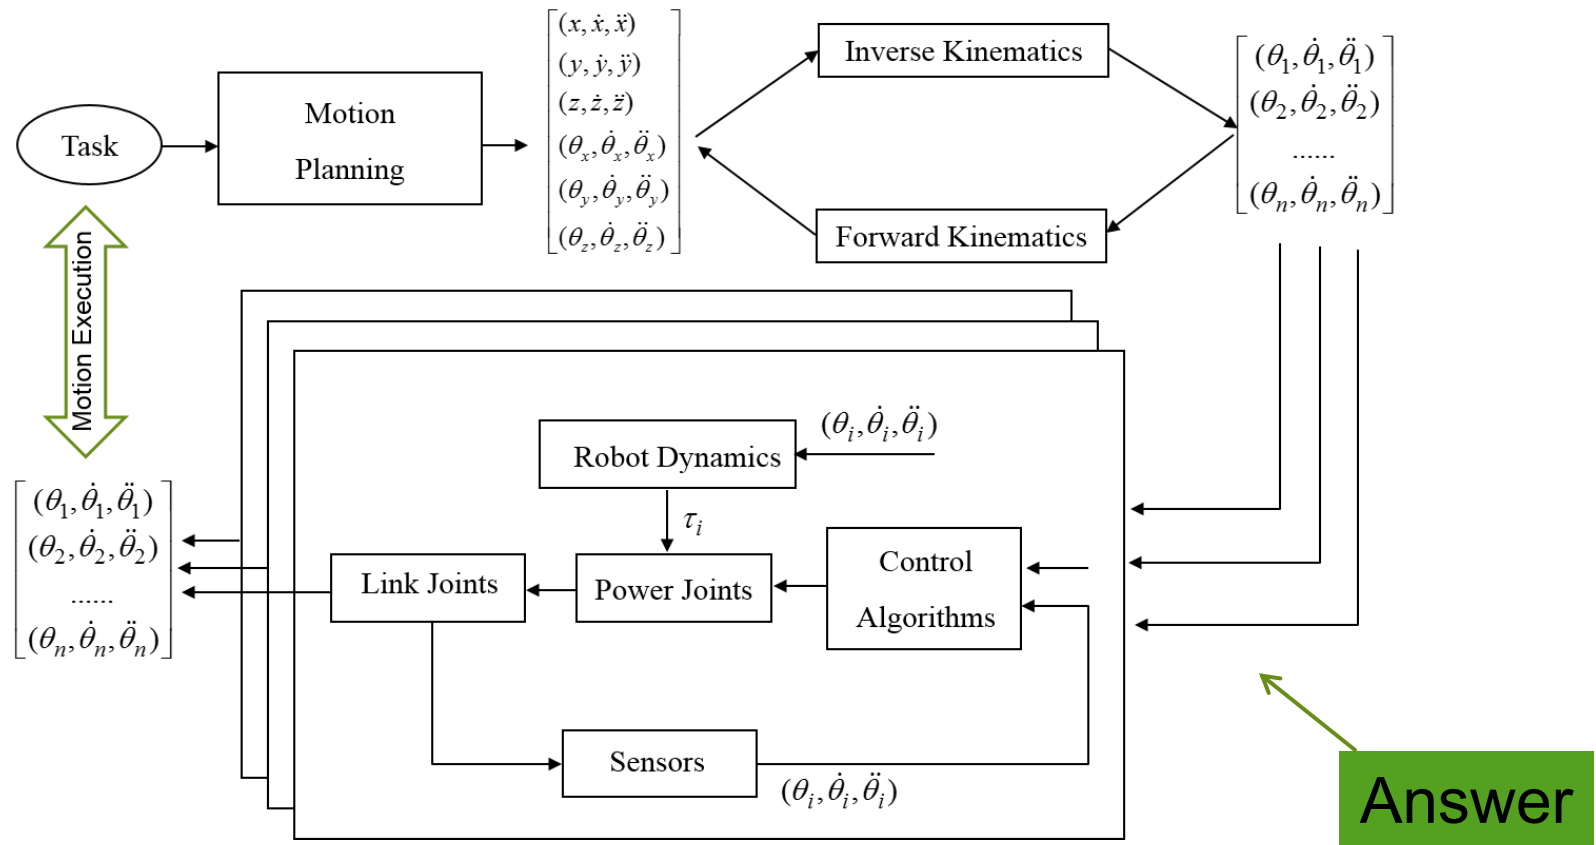 Task
Motion
Planning
(x, ẋ, ẍ)
(y, ẏ, ÿ)
(z, ż, z̈)
(θx, θ̇x, θ̈x)
(θy, θ̇y, θ̈y)
(θz, θ̇z, θ̈z)
Inverse Kinematics
Forward Kinematics
(θ1, θ̇1, θ̈1)
(θ2, θ̇2, θ̈2)
......
(θn, θ̇n, θ̈n)
Motion Execution
(θ1, θ̇1, θ̈1)
(θ2, θ̇2, θ̈2)
......
(θn, θ̇n, θ̈n)
Robot Dynamics
(θi, θ̇i, θ̈i)
τi
Link Joints
Power Joints
Control
Algorithms
Sensors
(θi, θ̇i, θ̈i)
Answer